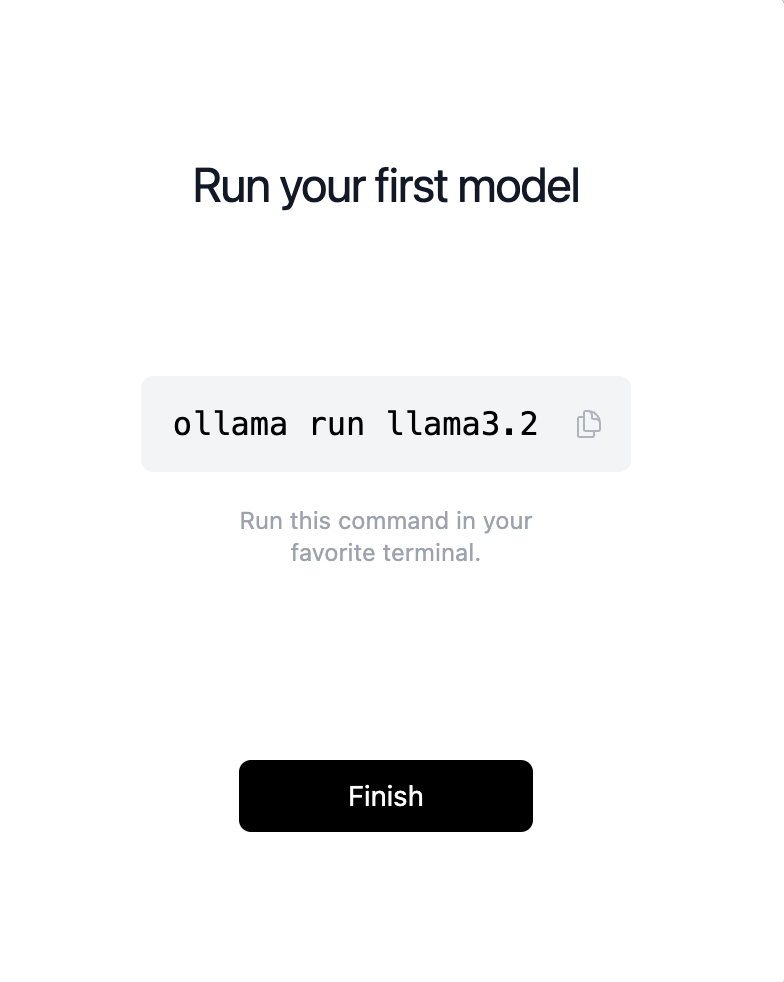 Run your first model
ollama run llama3.2
Run this command in your
favorite terminal.
Finish